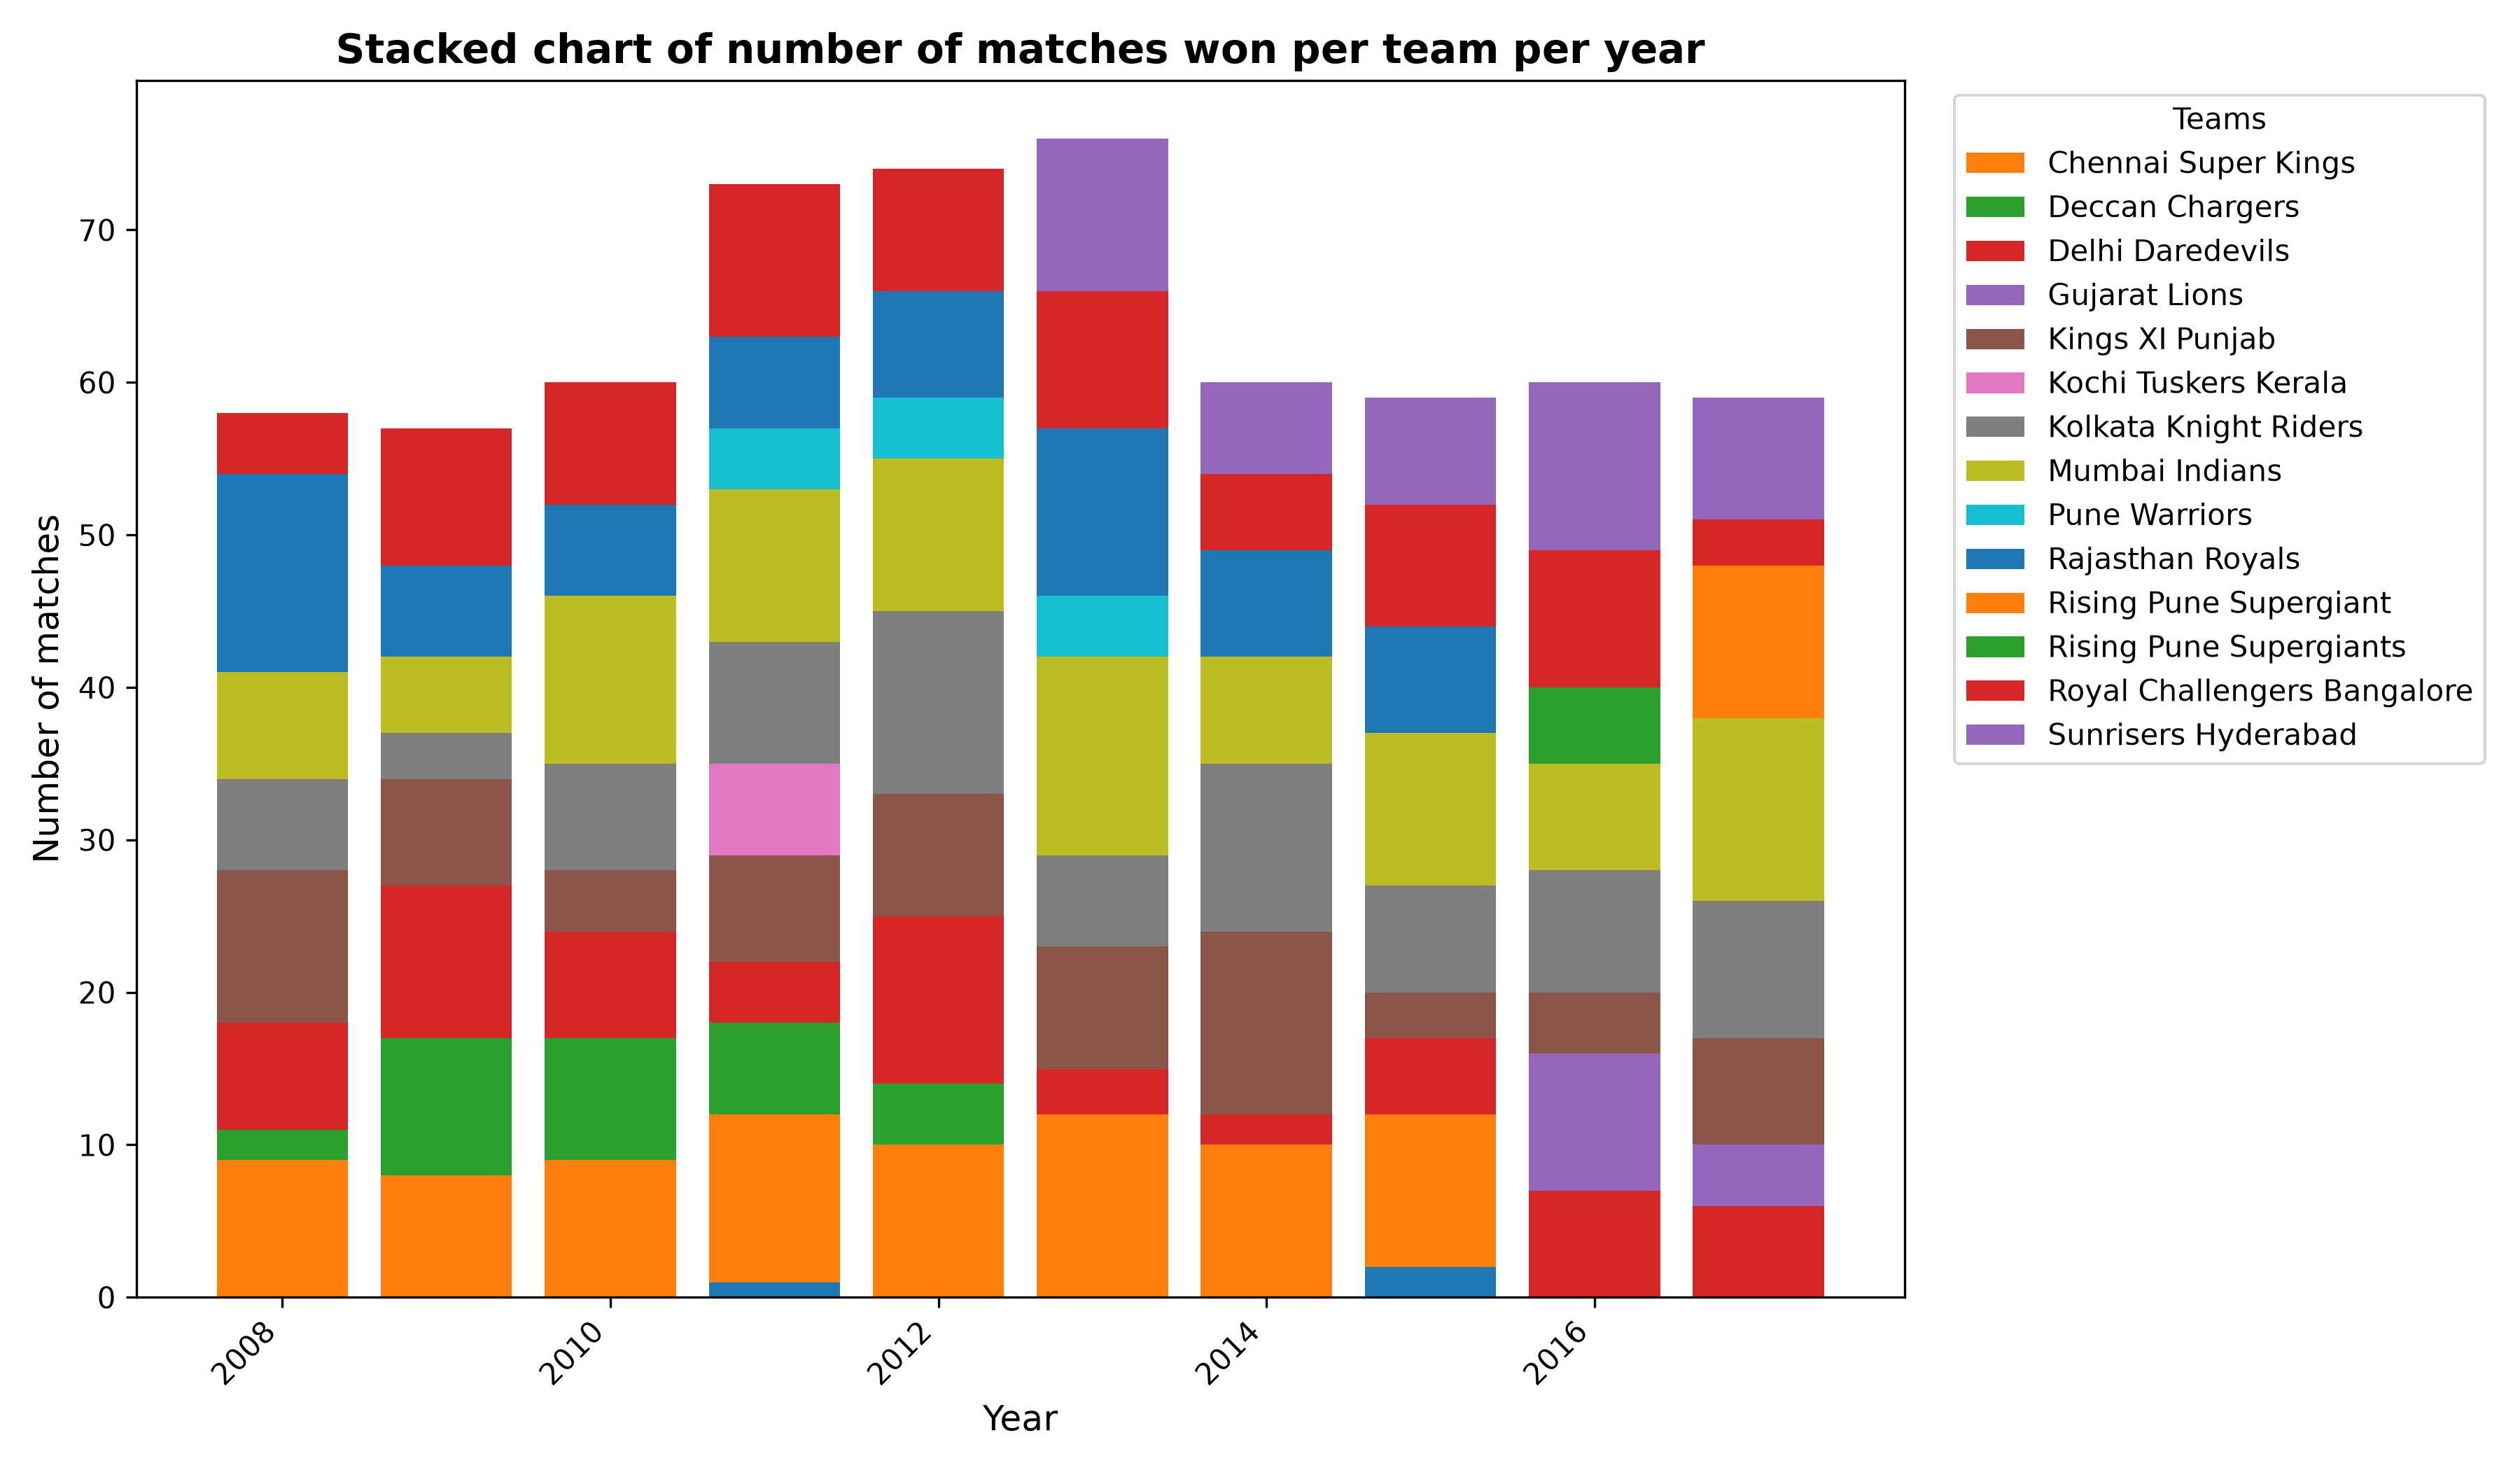 Stacked chart of number of matches won per team per year
Teams
Chennai Super Kings
Deccan Chargers
Delhi Daredevils
Gujarat Lions
Kings XI Punjab
Kochi Tuskers Kerala
Kolkata Knight Riders
Mumbai Indians
Pune Warriors
Rajasthan Royals
Rising Pune Supergiant
Rising Pune Supergiants
Royal Challengers Bangalore
Sunrisers Hyderabad
Number of matches
70
60
50
40
30
20
10
0
2008
2010
2012
2014
2016
Year